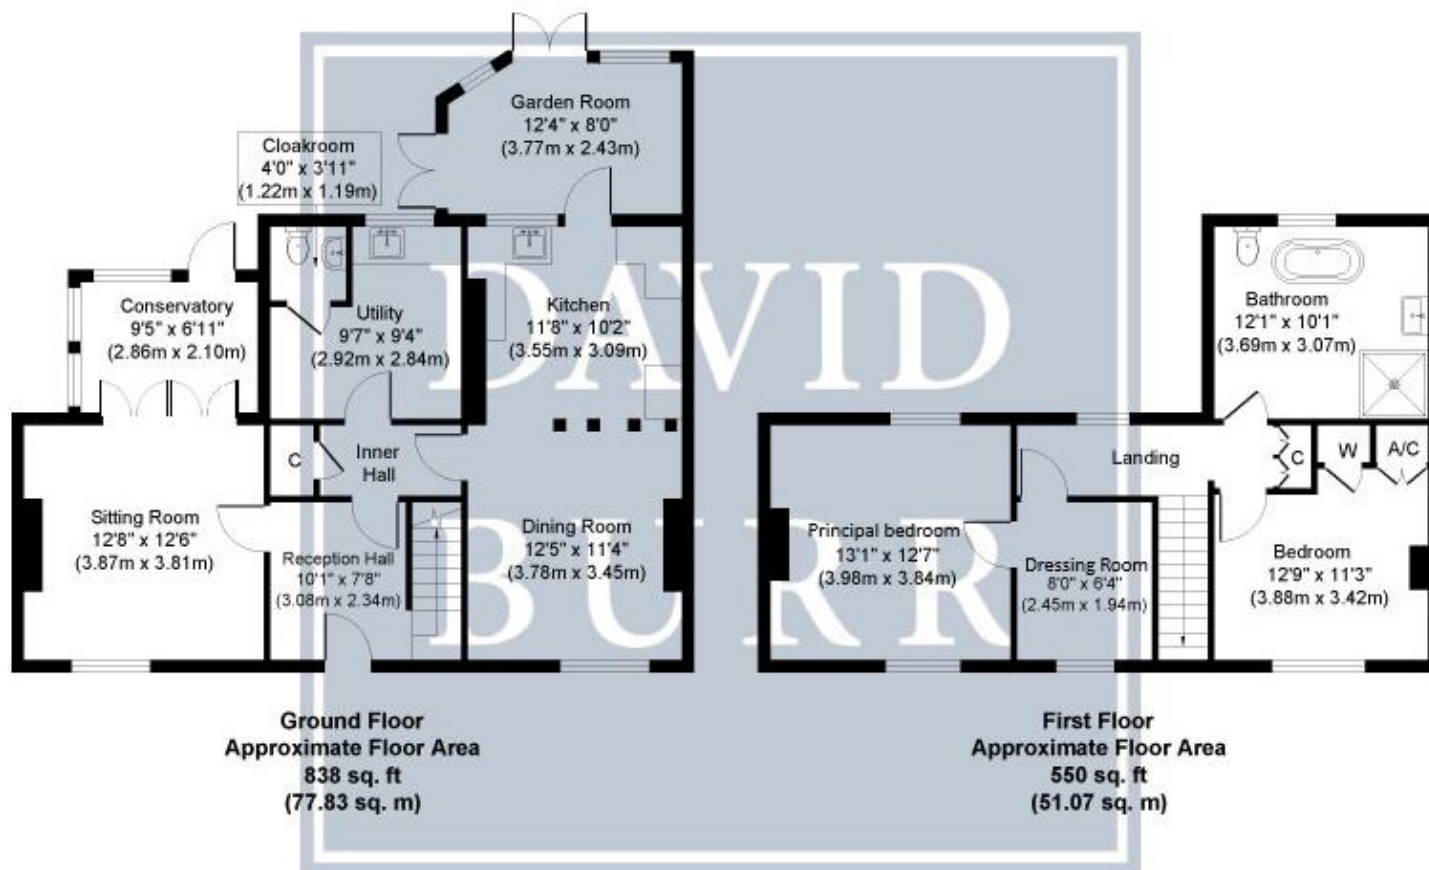 Garden Room
12'4" x 8'0"
(3.77m x 2.43m)
Cloakroom
4'0" x 3'11"
(1.22m x 1.19m)
Conservatory
9'5" x 6'11"
(2.86m x 2.10m)
Utility
9'7" x 9'4"
(2.92m x 2.84m)
Kitchen
11'8" x 10'2"
(3.55m x 3.09m)
C
Inner
Hall
Sitting Room
12'8" x 12'6"
(3.87m x 3.81m)
Reception Hall
10'1" x 7'8"
(3.08m x 2.34m)
Dining Room
12'5" x 11'4"
(3.78m x 3.45m)
Ground Floor
Approximate Floor Area
838 sq. ft
(77.83 sq. m)
Bathroom
12'1" x 10'1"
(3.69m x 3.07m)
Landing
C
W
A/C
Principal bedroom
13'1" x 12'7"
(3.98m x 3.84m)
Dressing Room
8'0" x 6'4"
(2.45m x 1.94m)
Bedroom
12'9" x 11'3"
(3.88m x 3.42m)
First Floor
Approximate Floor Area
550 sq. ft
(51.07 sq. m)
DAVID
BURR